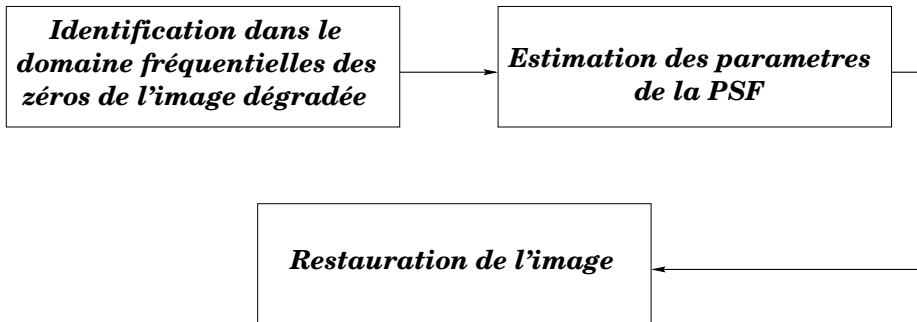 Identification dans le
domaine fréquentielles des
zéros de l'image dégradée
Estimation des parametres
de la PSF
Restauration de l'image